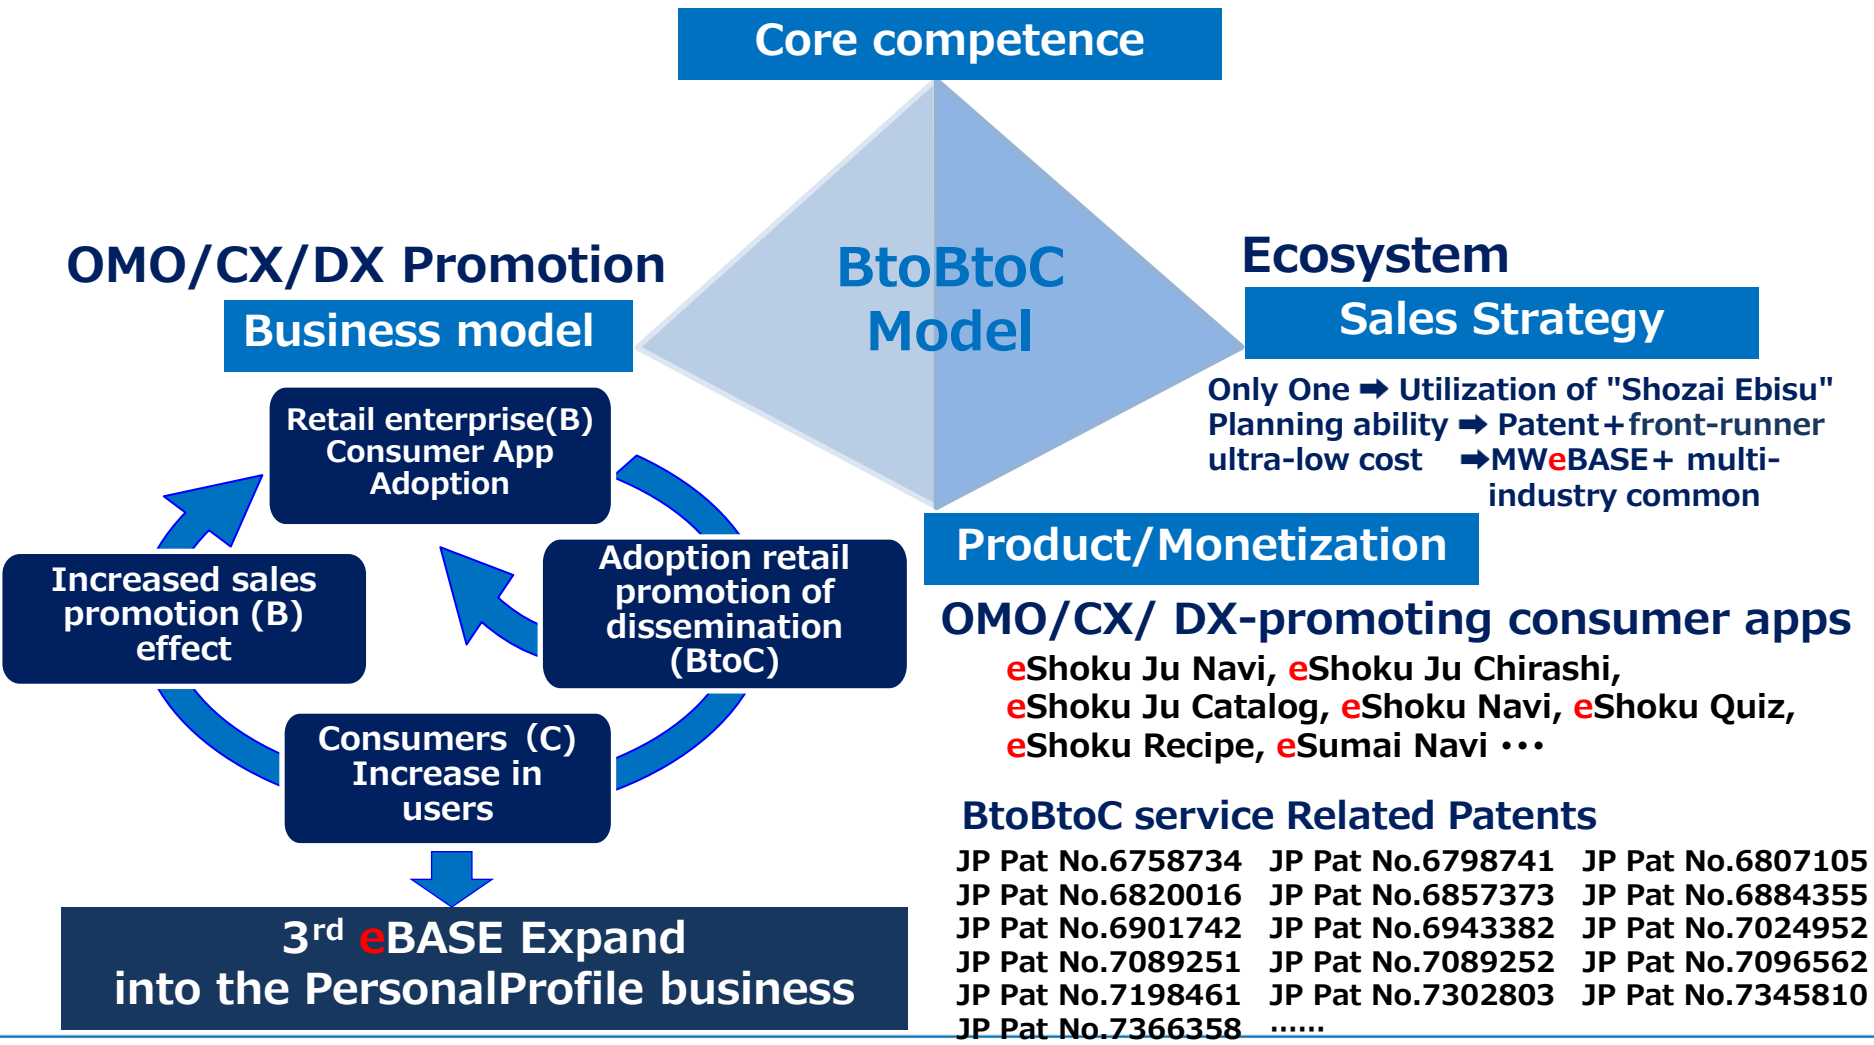 Core competence
BtoBtoC
Model
OMO/CX/DX Promotion
Business model
Retail enterprise(B)
Consumer App
Adoption
Adoption retail
promotion of
dissemination
(BtoC)
Consumers（C)
Increase in
users
Increased sales
promotion (B)
effect
3rd eBASE Expand
into the PersonalProfile business
Ecosystem
Sales Strategy
Only One ➡ Utilization of "Shozai Ebisu"
Planning ability ➡ Patent+front-runner
ultra-low cost ➡MWeBASE+ multi-
industry common
Product/Monetization
OMO/CX/ DX-promoting consumer apps
eShoku Ju Navi, eShoku Ju Chirashi,
eShoku Ju Catalog, eShoku Navi, eShoku Quiz,
eShoku Recipe, eSumai Navi ･･･
BtoBtoC service Related Patents
JP Pat No.6758734 JP Pat No.6798741 JP Pat No.6807105
JP Pat No.6820016 JP Pat No.6857373 JP Pat No.6884355
JP Pat No.6901742 JP Pat No.6943382 JP Pat No.7024952
JP Pat No.7089251 JP Pat No.7089252 JP Pat No.7096562
JP Pat No.7198461 JP Pat No.7302803 JP Pat No.7345810
JP Pat No.7366358 ……